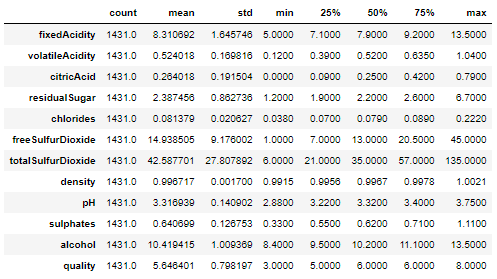 count mean std min 25% 50% 75% max
fixedAcidity 1431.0 8.310692 1.645746 5.0000 7.1000 7.9000 9.2000 13.5000
volatileAcidity 1431.0 0.524018 0.169816 0.1200 0.3900 0.5200 0.6350 1.0400
citricAcid 1431.0 0.264018 0.191504 0.0000 0.0900 0.2500 0.4200 0.7900
residualSugar 1431.0 2.387456 0.862736 1.2000 1.9000 2.2000 2.6000 6.7000
chlorides 1431.0 0.081379 0.020627 0.0380 0.0700 0.0790 0.0890 0.2220
freeSulfurDioxide 1431.0 14.938505 9.176002 1.0000 7.0000 13.0000 20.5000 45.0000
totalSulfurDioxide 1431.0 42.587701 27.807892 6.0000 21.0000 35.0000 57.0000 135.0000
density 1431.0 0.996717 0.001700 0.9915 0.9956 0.9967 0.9978 1.0021
pH 1431.0 3.316939 0.140902 2.8800 3.2200 3.3200 3.4000 3.7500
sulphates 1431.0 0.640699 0.126753 0.3300 0.5500 0.6200 0.7100 1.1100
alcohol 1431.0 10.419415 1.009369 8.4000 9.5000 10.2000 11.1000 13.5000
quality 1431.0 5.646401 0.798197 3.0000 5.0000 6.0000 6.0000 8.0000